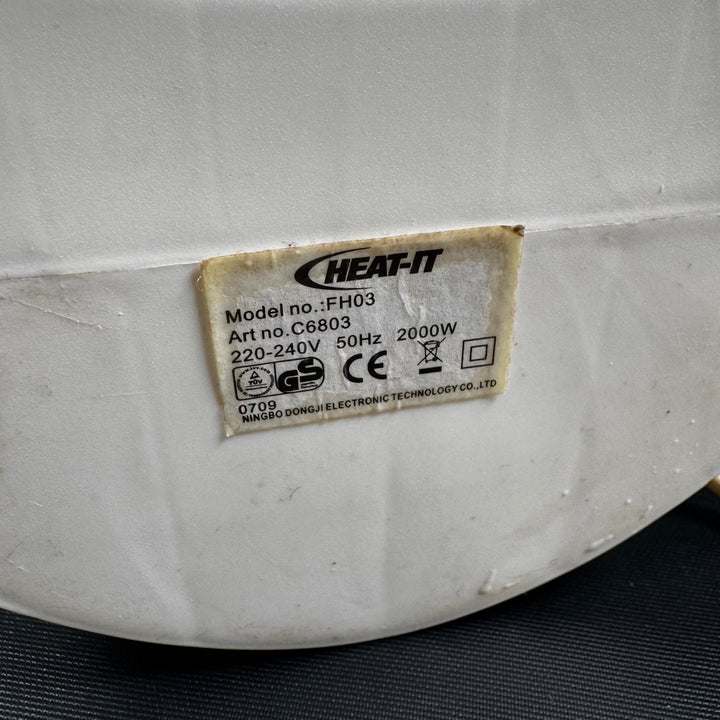 HEAT-IT
Model no.:FH03
Art no.C6803
220-240V 50Hz 2000W
TÜV GS CE
0709
NINGBO DONGJI ELECTRONIC TECHNOLOGY CO.,LTD